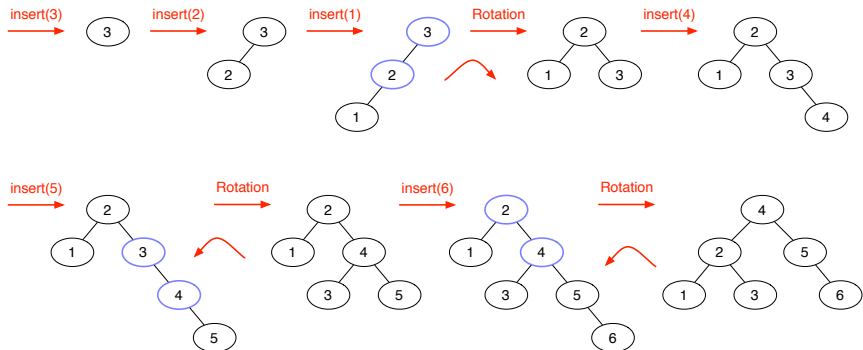 insert(3) insert(2) insert(1) Rotation insert(4)
3 3 3 2 2
2 2 1 3 1 3
1 4
insert(5) Rotation insert(6) Rotation
2 2 2 4
1 3 1 4 1 4 2 5
4 3 5 3 5 1 3 6
5 6